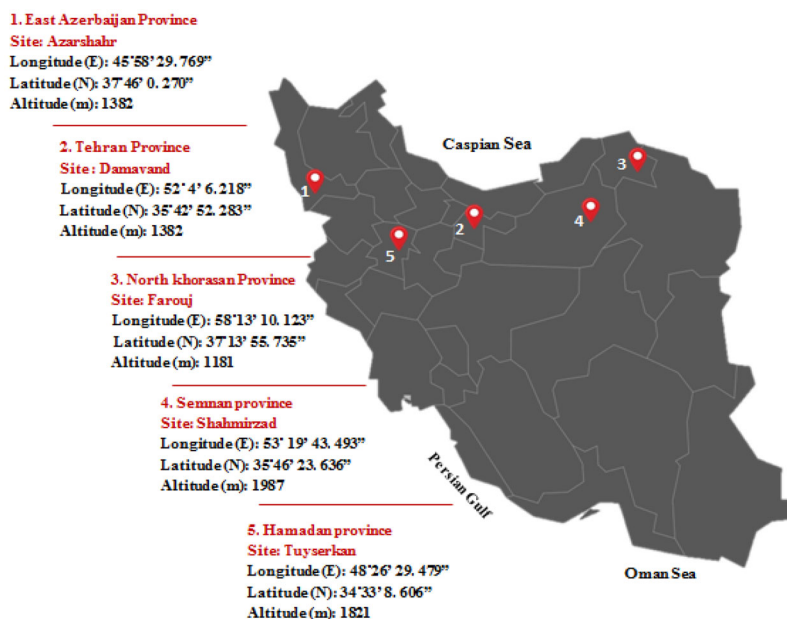 1. East Azerbaijan Province
Site: Azarshahr
Longitude (E): 45˚58’ 29.769”
Latitude (N): 37˚46’ 0.270”
Altitude (m): 1382
2. Tehran Province
Site : Damavand
Longitude (E): 52˚4’ 6.218”
Latitude (N): 35˚42’ 52.283”
Altitude (m): 1382
3. North khorasan Province
Site: Farouj
Longitude (E): 58˚13’ 10.123”
Latitude (N): 37˚13’ 55.735”
Altitude (m): 1181
4. Semnan province
Site: Shahmirzad
Longitude (E): 53˚ 19’ 43.493”
Latitude (N): 35˚46’ 23.636”
Altitude (m): 1987
5. Hamadan province
Site: Tuyserkan
Longitude (E): 48˚26’ 29.479”
Latitude (N): 34˚33’ 8.606”
Altitude (m): 1821
Caspian Sea
3
1
4
2
5
Persian Gulf
Oman Sea